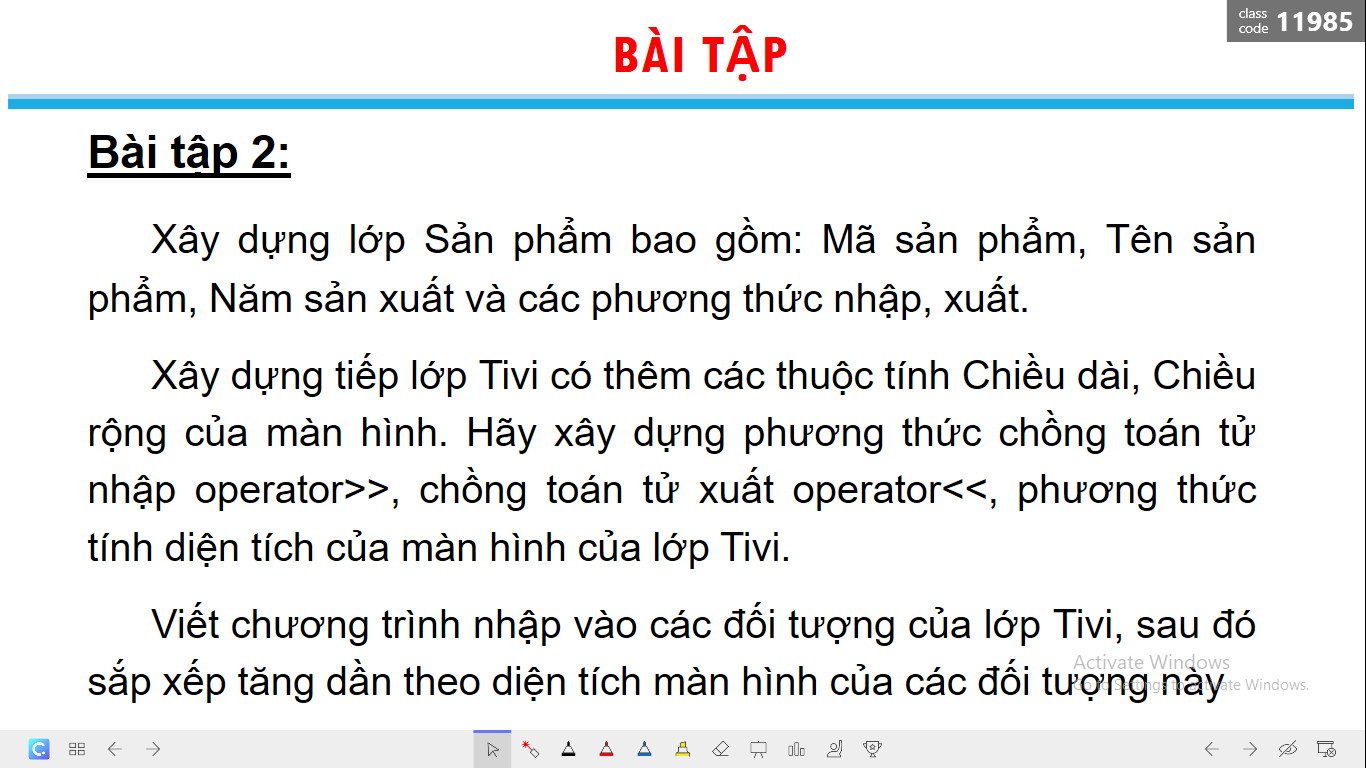 class
code 11985
BÀI TẬP
Bài tập 2:
Xây dựng lớp Sản phẩm bao gồm: Mã sản phẩm, Tên sản
phẩm, Năm sản xuất và các phương thức nhập, xuất.
Xây dựng tiếp lớp Tivi có thêm các thuộc tính Chiều dài, Chiều
rộng của màn hình. Hãy xây dựng phương thức chồng toán tử
nhập operator>>, chồng toán tử xuất operator<<, phương thức
tính diện tích của màn hình của lớp Tivi.
Viết chương trình nhập vào các đối tượng của lớp Tivi, sau đó
sắp xếp tăng dần theo diện tích màn hình của các đối tượng này
Activate Windows
Go to Settings to activate Windows.